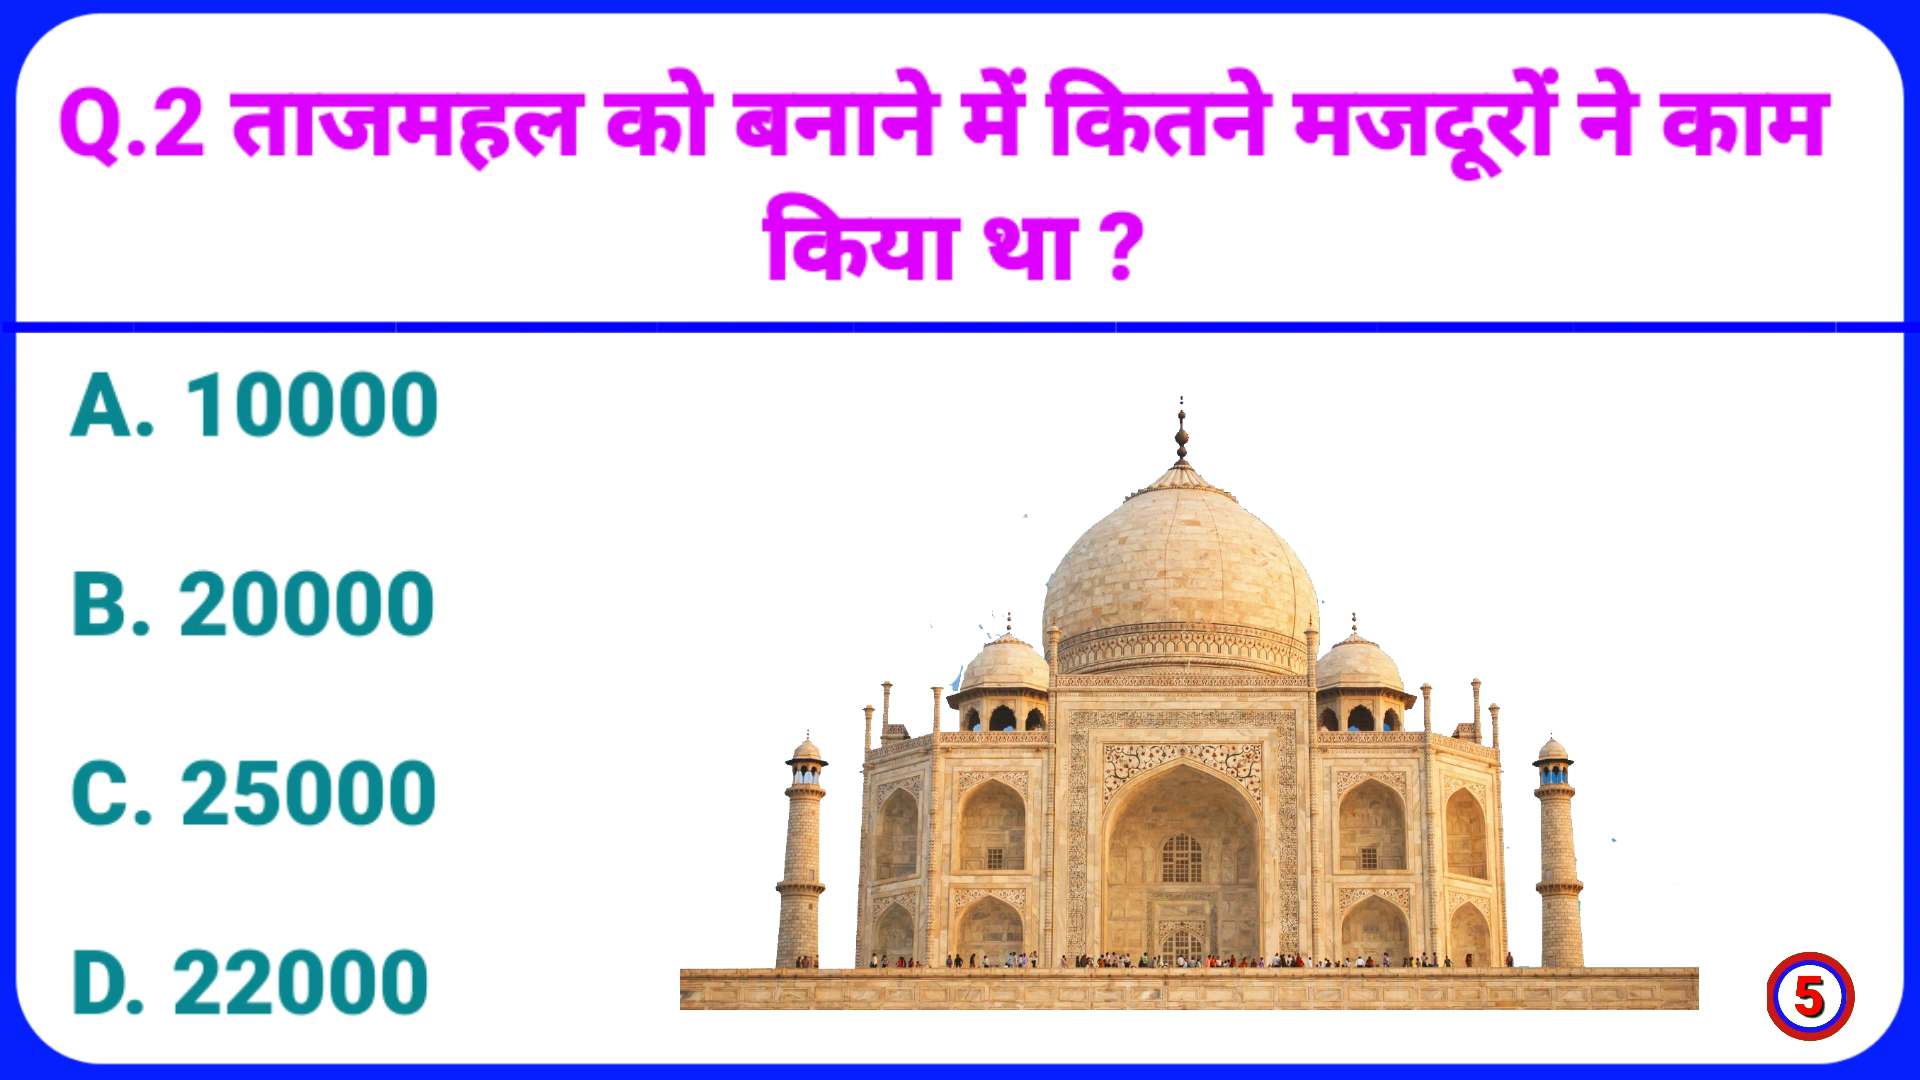 Q.2 ताजमहल को बनाने में कितने मजदूरों ने काम
किया था ?
A. 10000
B. 20000
C. 25000
D. 22000
5